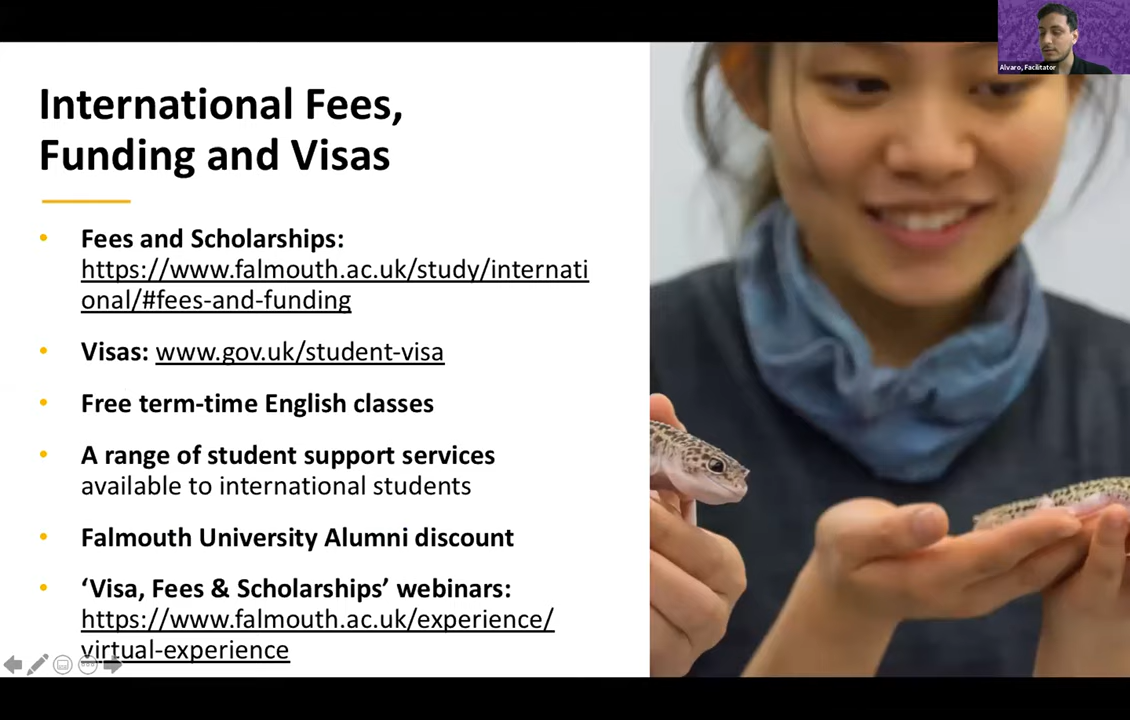 Alvaro, Facilitator
International Fees,
Funding and Visas
• Fees and Scholarships:
https://www.falmouth.ac.uk/study/internati
onal/#fees-and-funding
• Visas: www.gov.uk/student-visa
• Free term-time English classes
• A range of student support services
available to international students
• Falmouth University Alumni discount
• ‘Visa, Fees & Scholarships’ webinars:
https://www.falmouth.ac.uk/experience/
virtual-experience